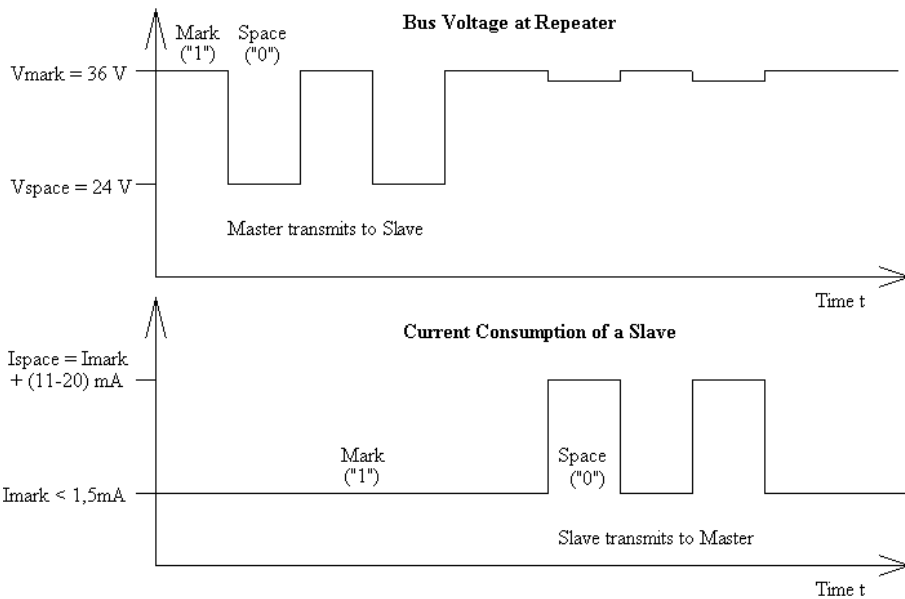 Bus Voltage at Repeater
Mark
("1")
Space
("0")
Vmark = 36 V
Vspace = 24 V
Master transmits to Slave
Time t
Current Consumption of a Slave
Ispace = Imark
+ (11-20) mA
Mark
("1")
Space
("0")
Imark < 1,5mA
Slave transmits to Master
Time t